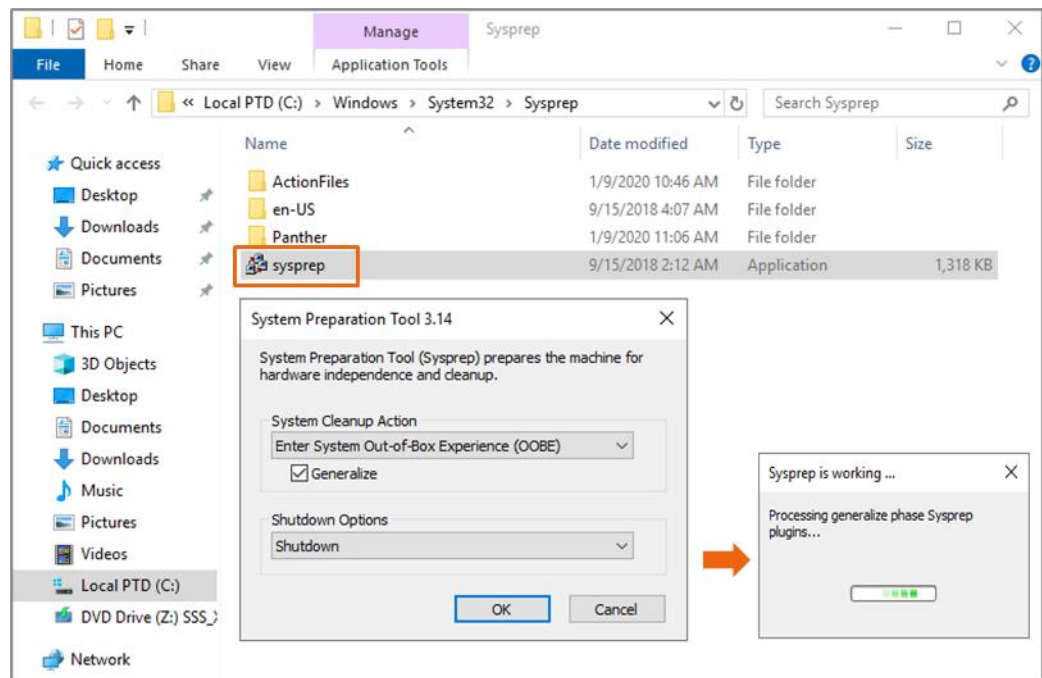 Manage Sysprep
File Home Share View Application Tools
« Local PTD (C:) › Windows › System32 › Sysprep Search Sysprep
Name Date modified Type Size
Quick access
ActionFiles 1/9/2020 10:46 AM File folder
Desktop
en-US 9/15/2018 4:07 AM File folder
Downloads
Panther 1/9/2020 11:06 AM File folder
Documents
sysprep 9/15/2018 2:12 AM Application 1,318 KB
Pictures
This PC
3D Objects
Desktop
Documents
Downloads
Music
Pictures
Videos
Local PTD (C:)
DVD Drive (Z:) SSS_
Network
System Preparation Tool 3.14
System Preparation Tool (Sysprep) prepares the machine for
hardware independence and cleanup.
System Cleanup Action
Enter System Out-of-Box Experience (OOBE)
Generalize
Shutdown Options
Shutdown
OK Cancel
Sysprep is working ...
Processing generalize phase Sysprep
plugins...